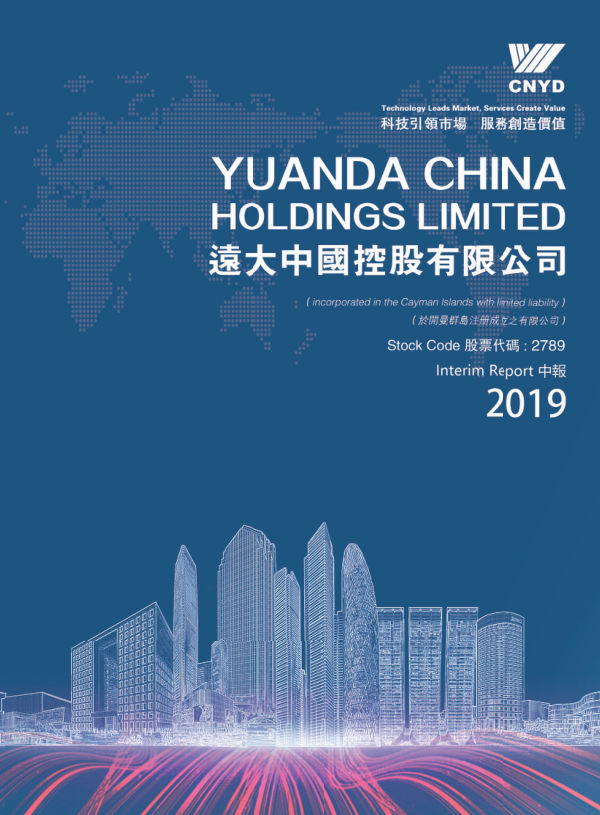 CNYD
Technology Leads Market, Services Create Value
科技引領市場 服務創造價值
YUANDA CHINA
HOLDINGS LIMITED
遠大中國控股有限公司
( incorporated in the Cayman Islands with limited liability )
( 於開曼群島注册成立之有限公司 )
Stock Code 股票代碼 : 2789
Interim Report 中報
2019